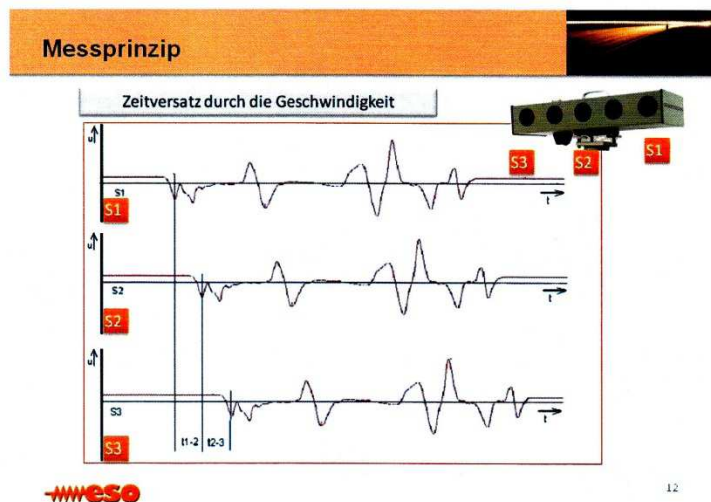 Messprinzip
Zeitversatz durch die Geschwindigkeit
S3
S2
S1
u
S1
S1
t
u
S2
S2
t
u
S3
S3
t
t1-2 t2-3
eso
12